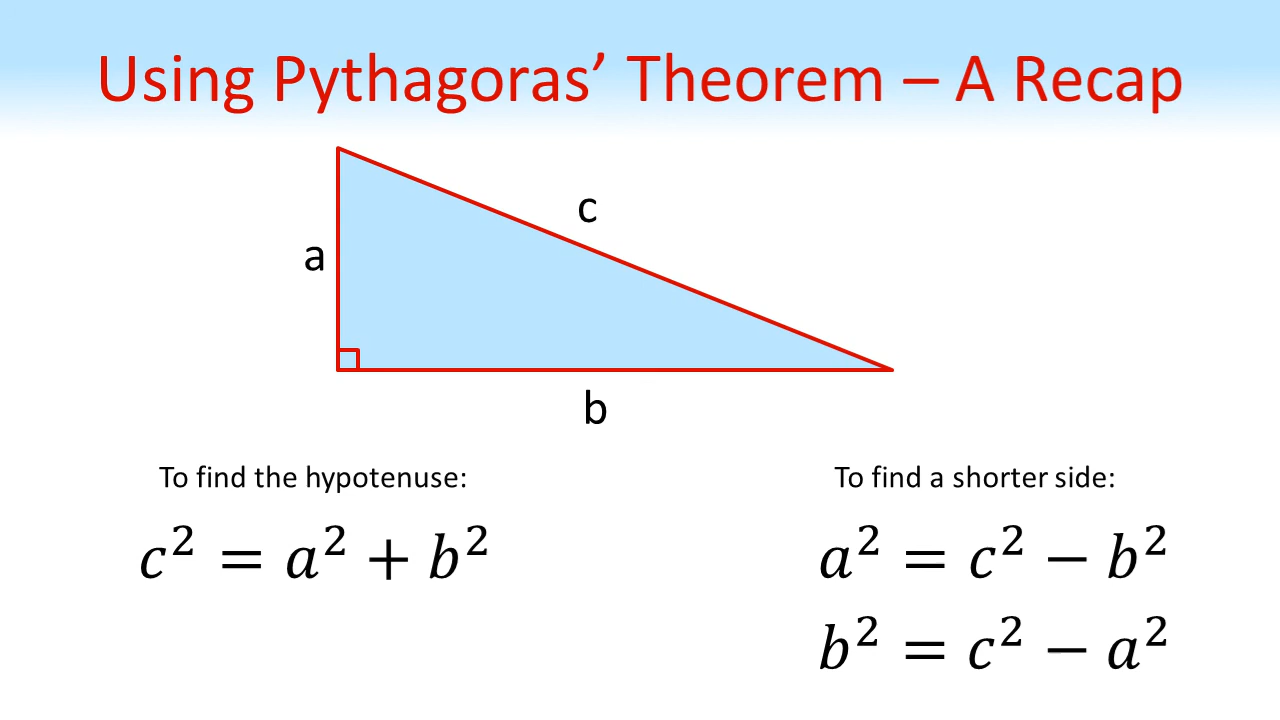 Using Pythagoras’ Theorem – A Recap
c
a
b
To find the hypotenuse:
c² = a² + b²
To find a shorter side:
a² = c² − b²
b² = c² − a²